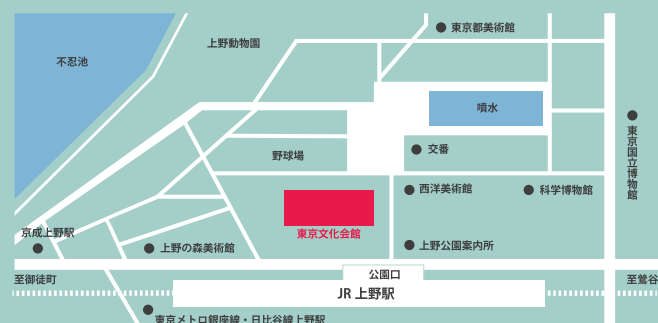 東京都美術館
上野動物園
不忍池
噴水
東京国立博物館
交番
野球場
西洋美術館
科学博物館
東京文化会館
京成上野駅
上野の森美術館
上野公園案内所
公園口
至御徒町
至鶯谷
JR 上野駅
東京メトロ銀座線・日比谷線上野駅